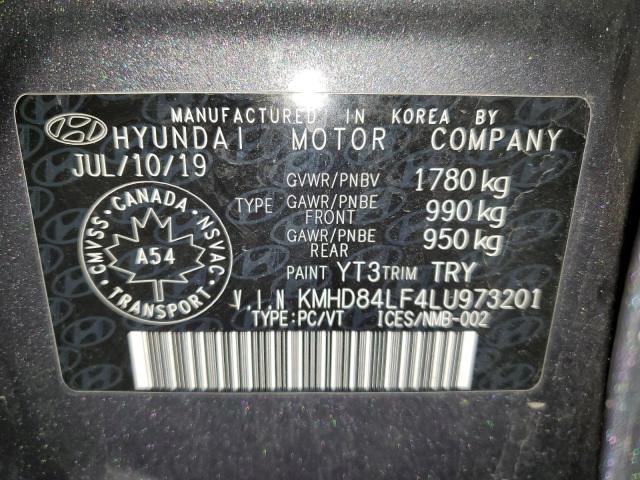 MANUFACTURED IN KOREA BY
HYUNDAI MOTOR COMPANY
JUL/10/19
GVWR/PNBV 1780 kg
TYPE GAWR/PNBE FRONT 990 kg
GAWR/PNBE REAR 950 kg
CMVSS · CANADA · NSVAC
A54
TRANSPORT
PAINT YT3 TRIM TRY
V.I.N KMHD84LF4LU973201
TYPE:PC/VT ICES/NMB-002